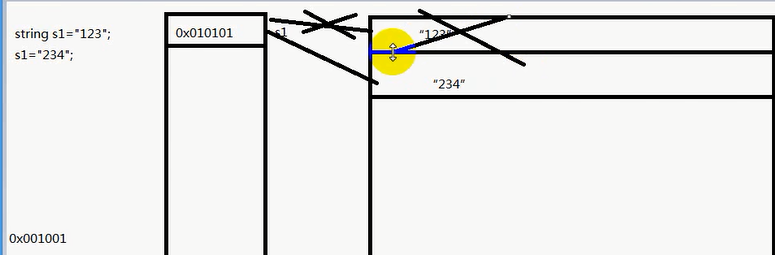 string s1="123";
s1="234";
0x010101
s1
"123"
"234"
0x001001